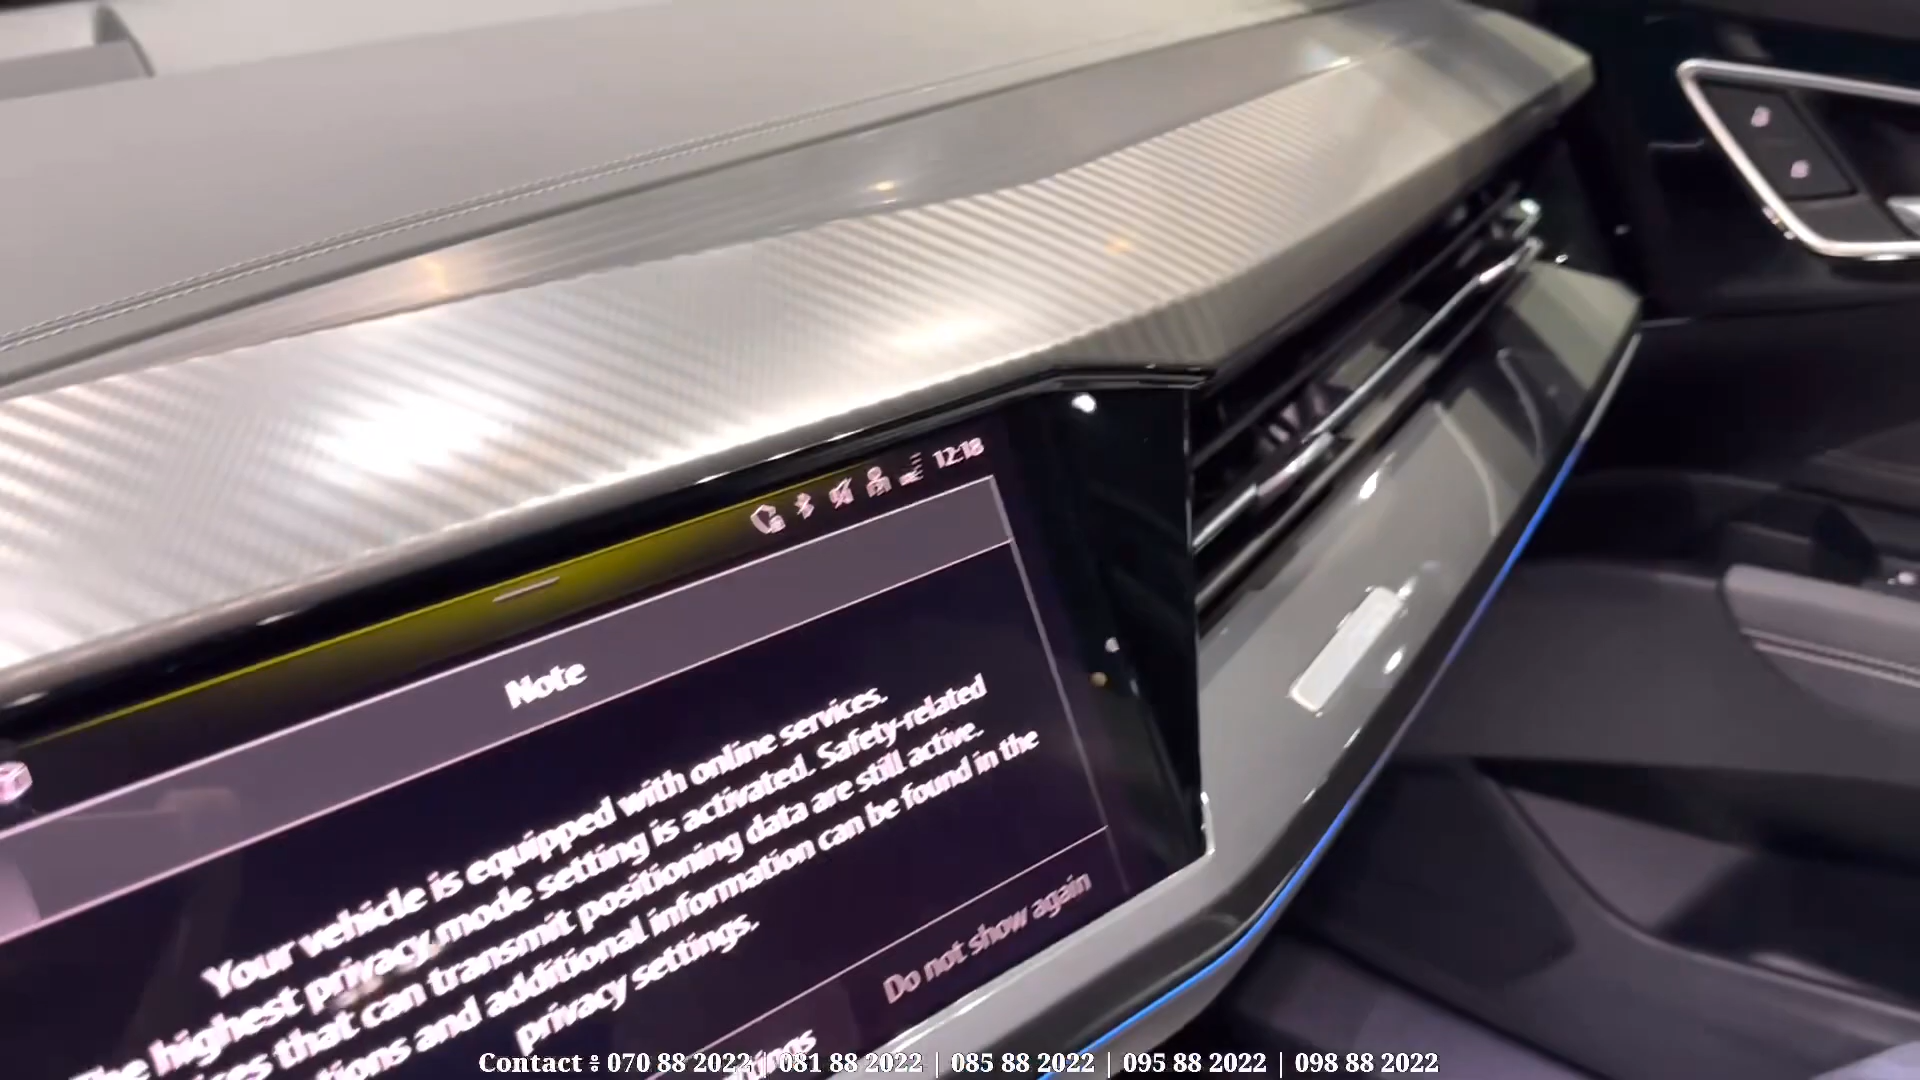 12:18
Note
Your vehicle is equipped with online services.
The highest privacy mode setting is activated. Safety-related
that can transmit positioning data are still active.
and additional information can be found in the
privacy settings.
Do not show again
Contact : 070 88 2022 | 081 88 2022 | 085 88 2022 | 095 88 2022 | 098 88 2022